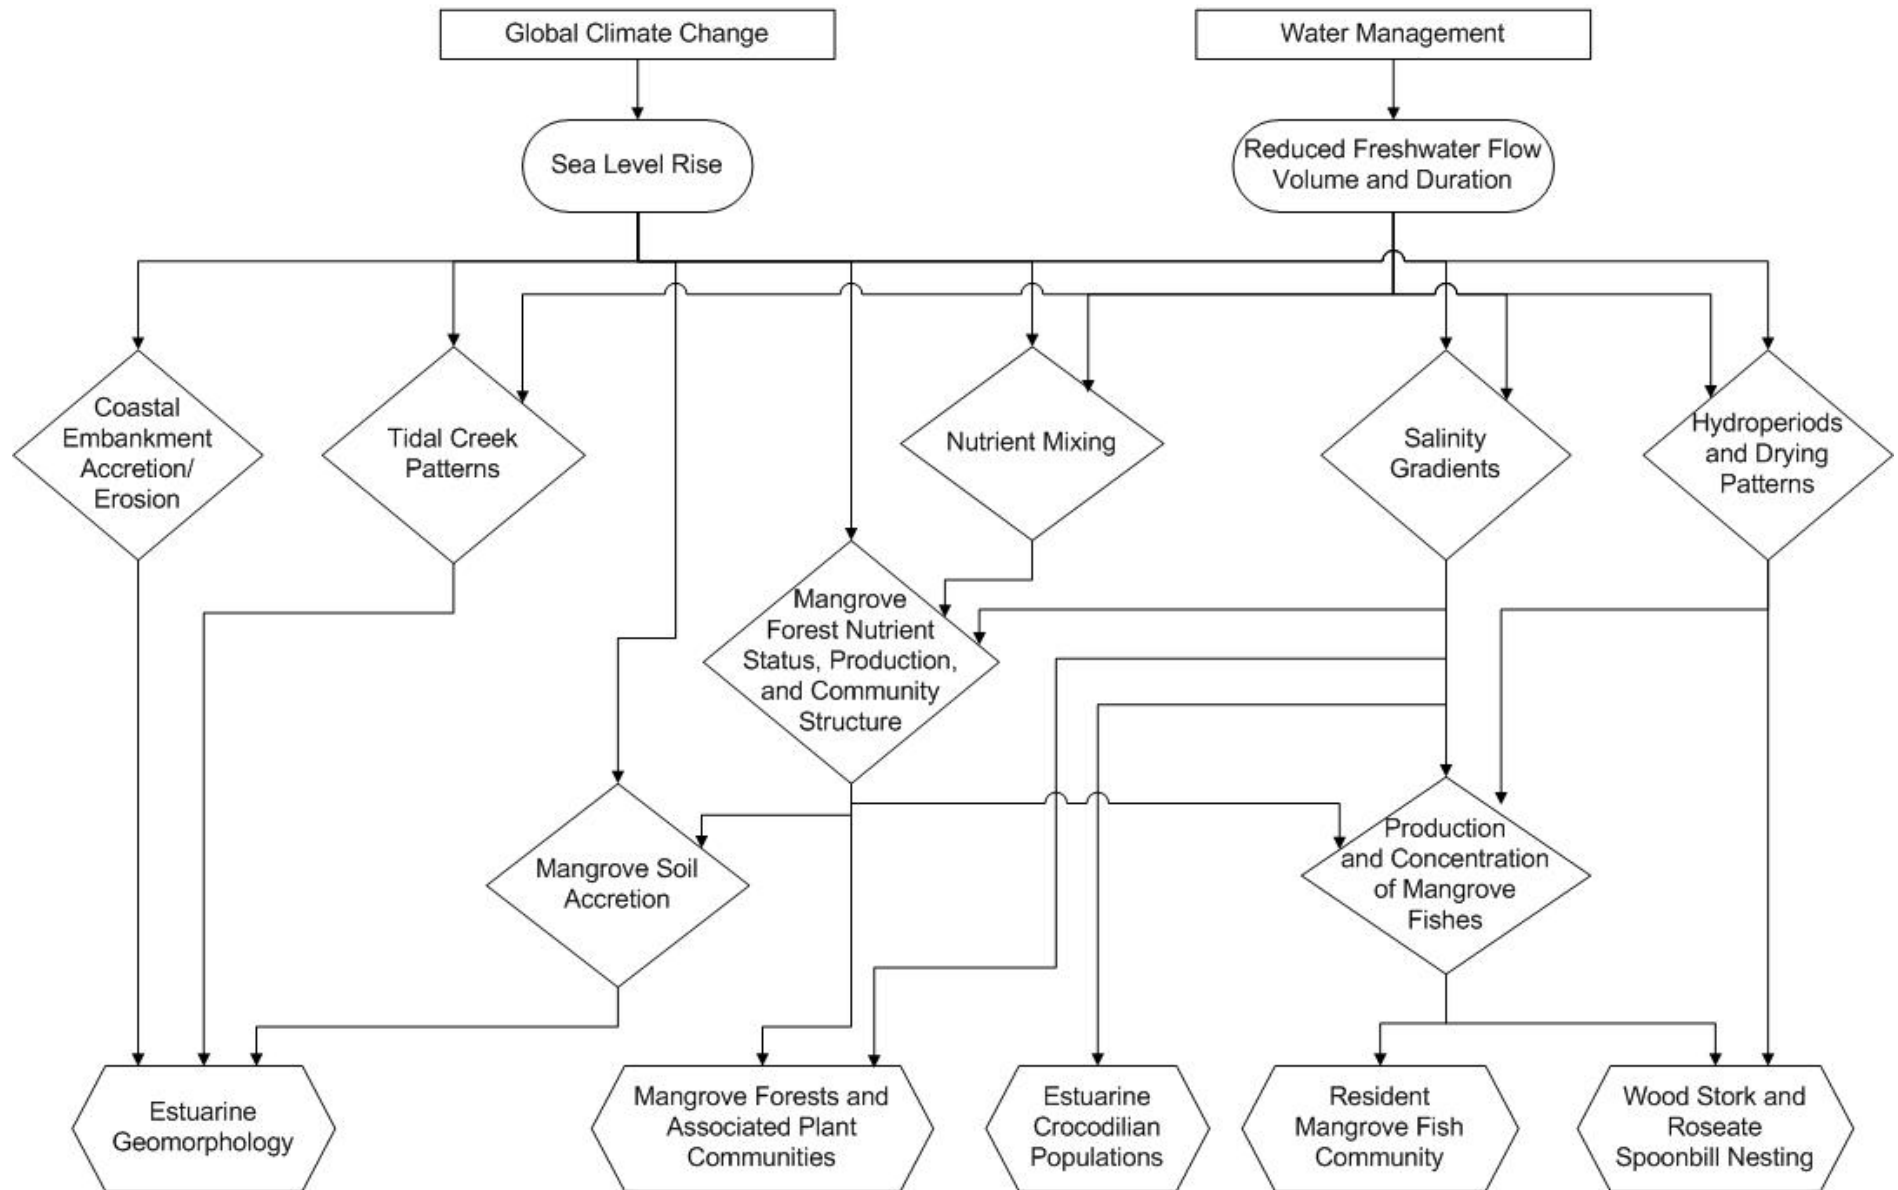 Global Climate Change
Water Management
Sea Level Rise
Reduced Freshwater Flow
Volume and Duration
Coastal
Embankment
Accretion/
Erosion
Tidal Creek
Patterns
Nutrient Mixing
Salinity
Gradients
Hydroperiods
and Drying
Patterns
Mangrove
Forest Nutrient
Status, Production,
and Community
Structure
Mangrove Soil
Accretion
Production
and Concentration
of Mangrove
Fishes
Estuarine
Geomorphology
Mangrove Forests and
Associated Plant
Communities
Estuarine
Crocodilian
Populations
Resident
Mangrove Fish
Community
Wood Stork and
Roseate
Spoonbill Nesting